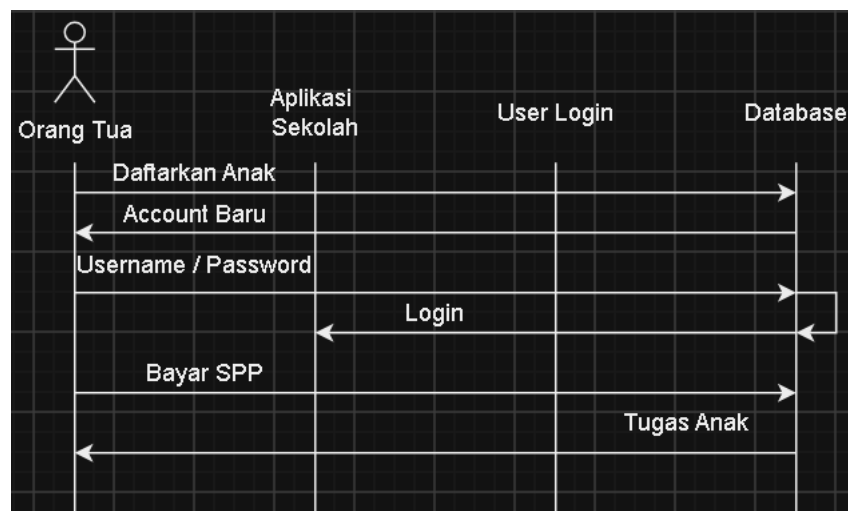 Orang Tua
Aplikasi
Sekolah
User Login
Database
Daftarkan Anak
Account Baru
Username / Password
Login
Bayar SPP
Tugas Anak